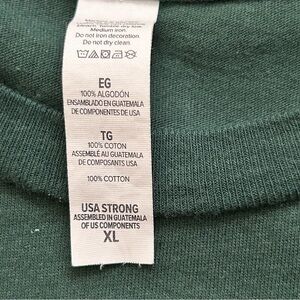 Medium iron.
Do not iron decoration.
Do not dry clean.
EG
100% ALGODÓN
ENSAMBLADO EN GUATEMALA
DE COMPONENTES DE USA
TG
100% COTON
ASSEMBLÉ AU GUATEMALA
DE COMPOSANTS USA
100% COTTON
USA STRONG
ASSEMBLED IN GUATEMALA
OF US COMPONENTS
XL